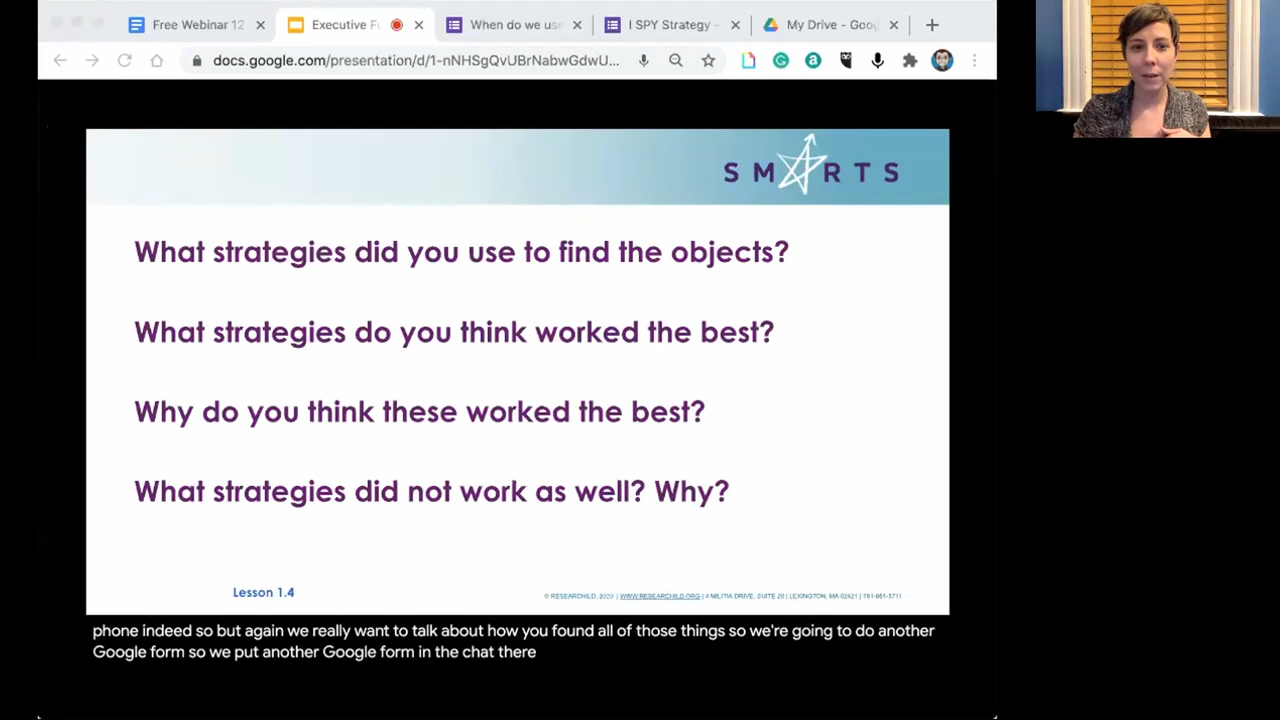 Free Webinar 12
Executive Fu
When do we use
I SPY Strategy -
My Drive - Goog
docs.google.com/presentation/d/1-nNHSgQvUBrNabwGdwU...
SMARTS
What strategies did you use to find the objects?
What strategies do you think worked the best?
Why do you think these worked the best?
What strategies did not work as well? Why?
Lesson 1.4
© RESEARCHILD, 2020 | WWW.RESEARCHILD.ORG | 4 MILITIA DRIVE, SUITE 20 | LEXINGTON, MA 02421 | 781-861-3711
phone indeed so but again we really want to talk about how you found all of those things so we're going to do another
Google form so we put another Google form in the chat there